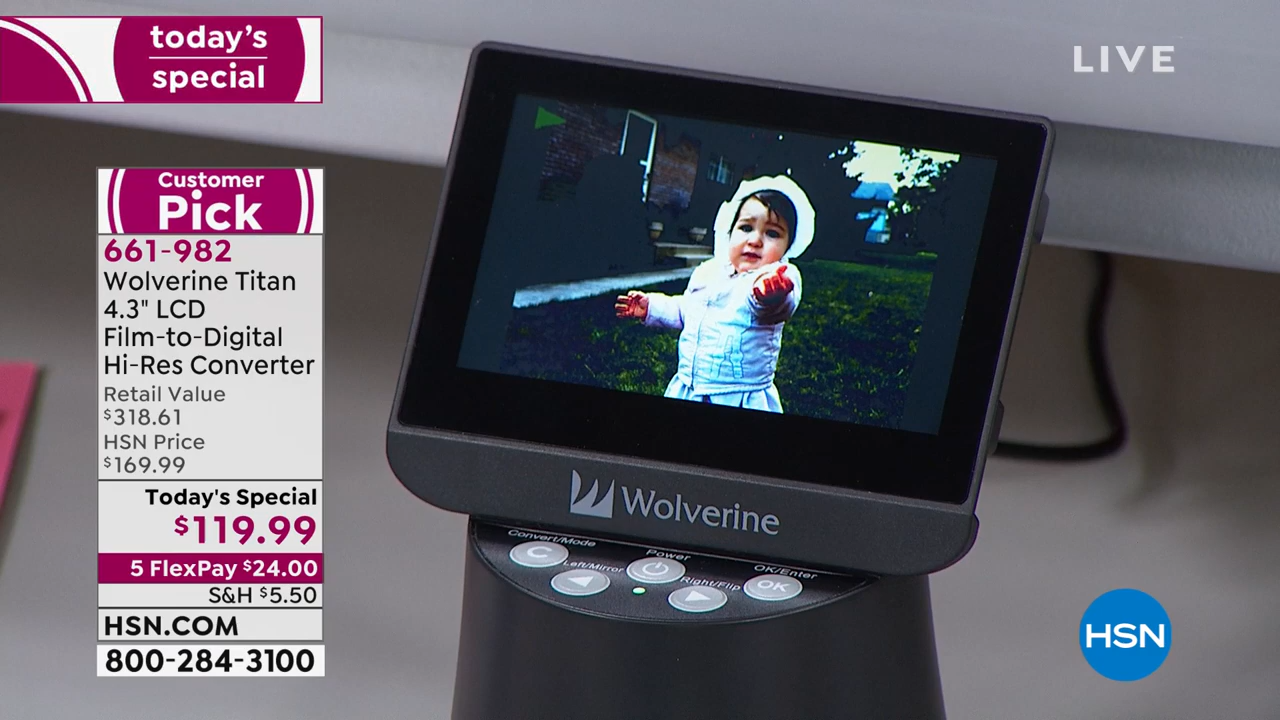 today's
special
LIVE
Customer
Pick
661-982
Wolverine Titan
4.3" LCD
Film-to-Digital
Hi-Res Converter
Retail Value
$318.61
HSN Price
$169.99
Today's Special
$119.99
5 FlexPay $24.00
S&H $5.50
HSN.COM
800-284-3100
Wolverine
Convert/Mode
Power
OK/Enter
C
Left/Mirror
Right/Flip
OK
HSN